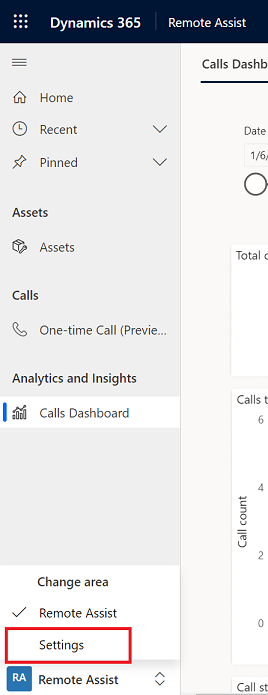 Dynamics 365 Remote Assist
Home
Recent
Pinned
Assets
Assets
Calls
One-time Call (Previe...
Analytics and Insights
Calls Dashboard
Change area
Remote Assist
Settings
RA Remote Assist
Calls Dashb
Date
1/6/
Total c
Calls t
6
4
2
0
Call count
Call st